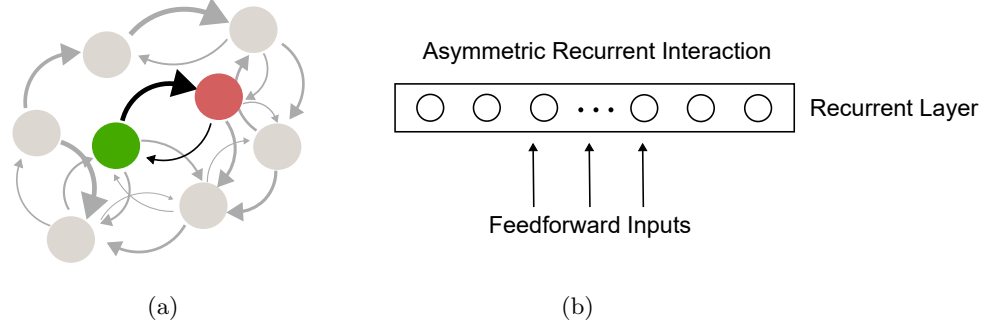 Asymmetric Recurrent Interaction
Recurrent Layer
Feedforward Inputs
(a)
(b)